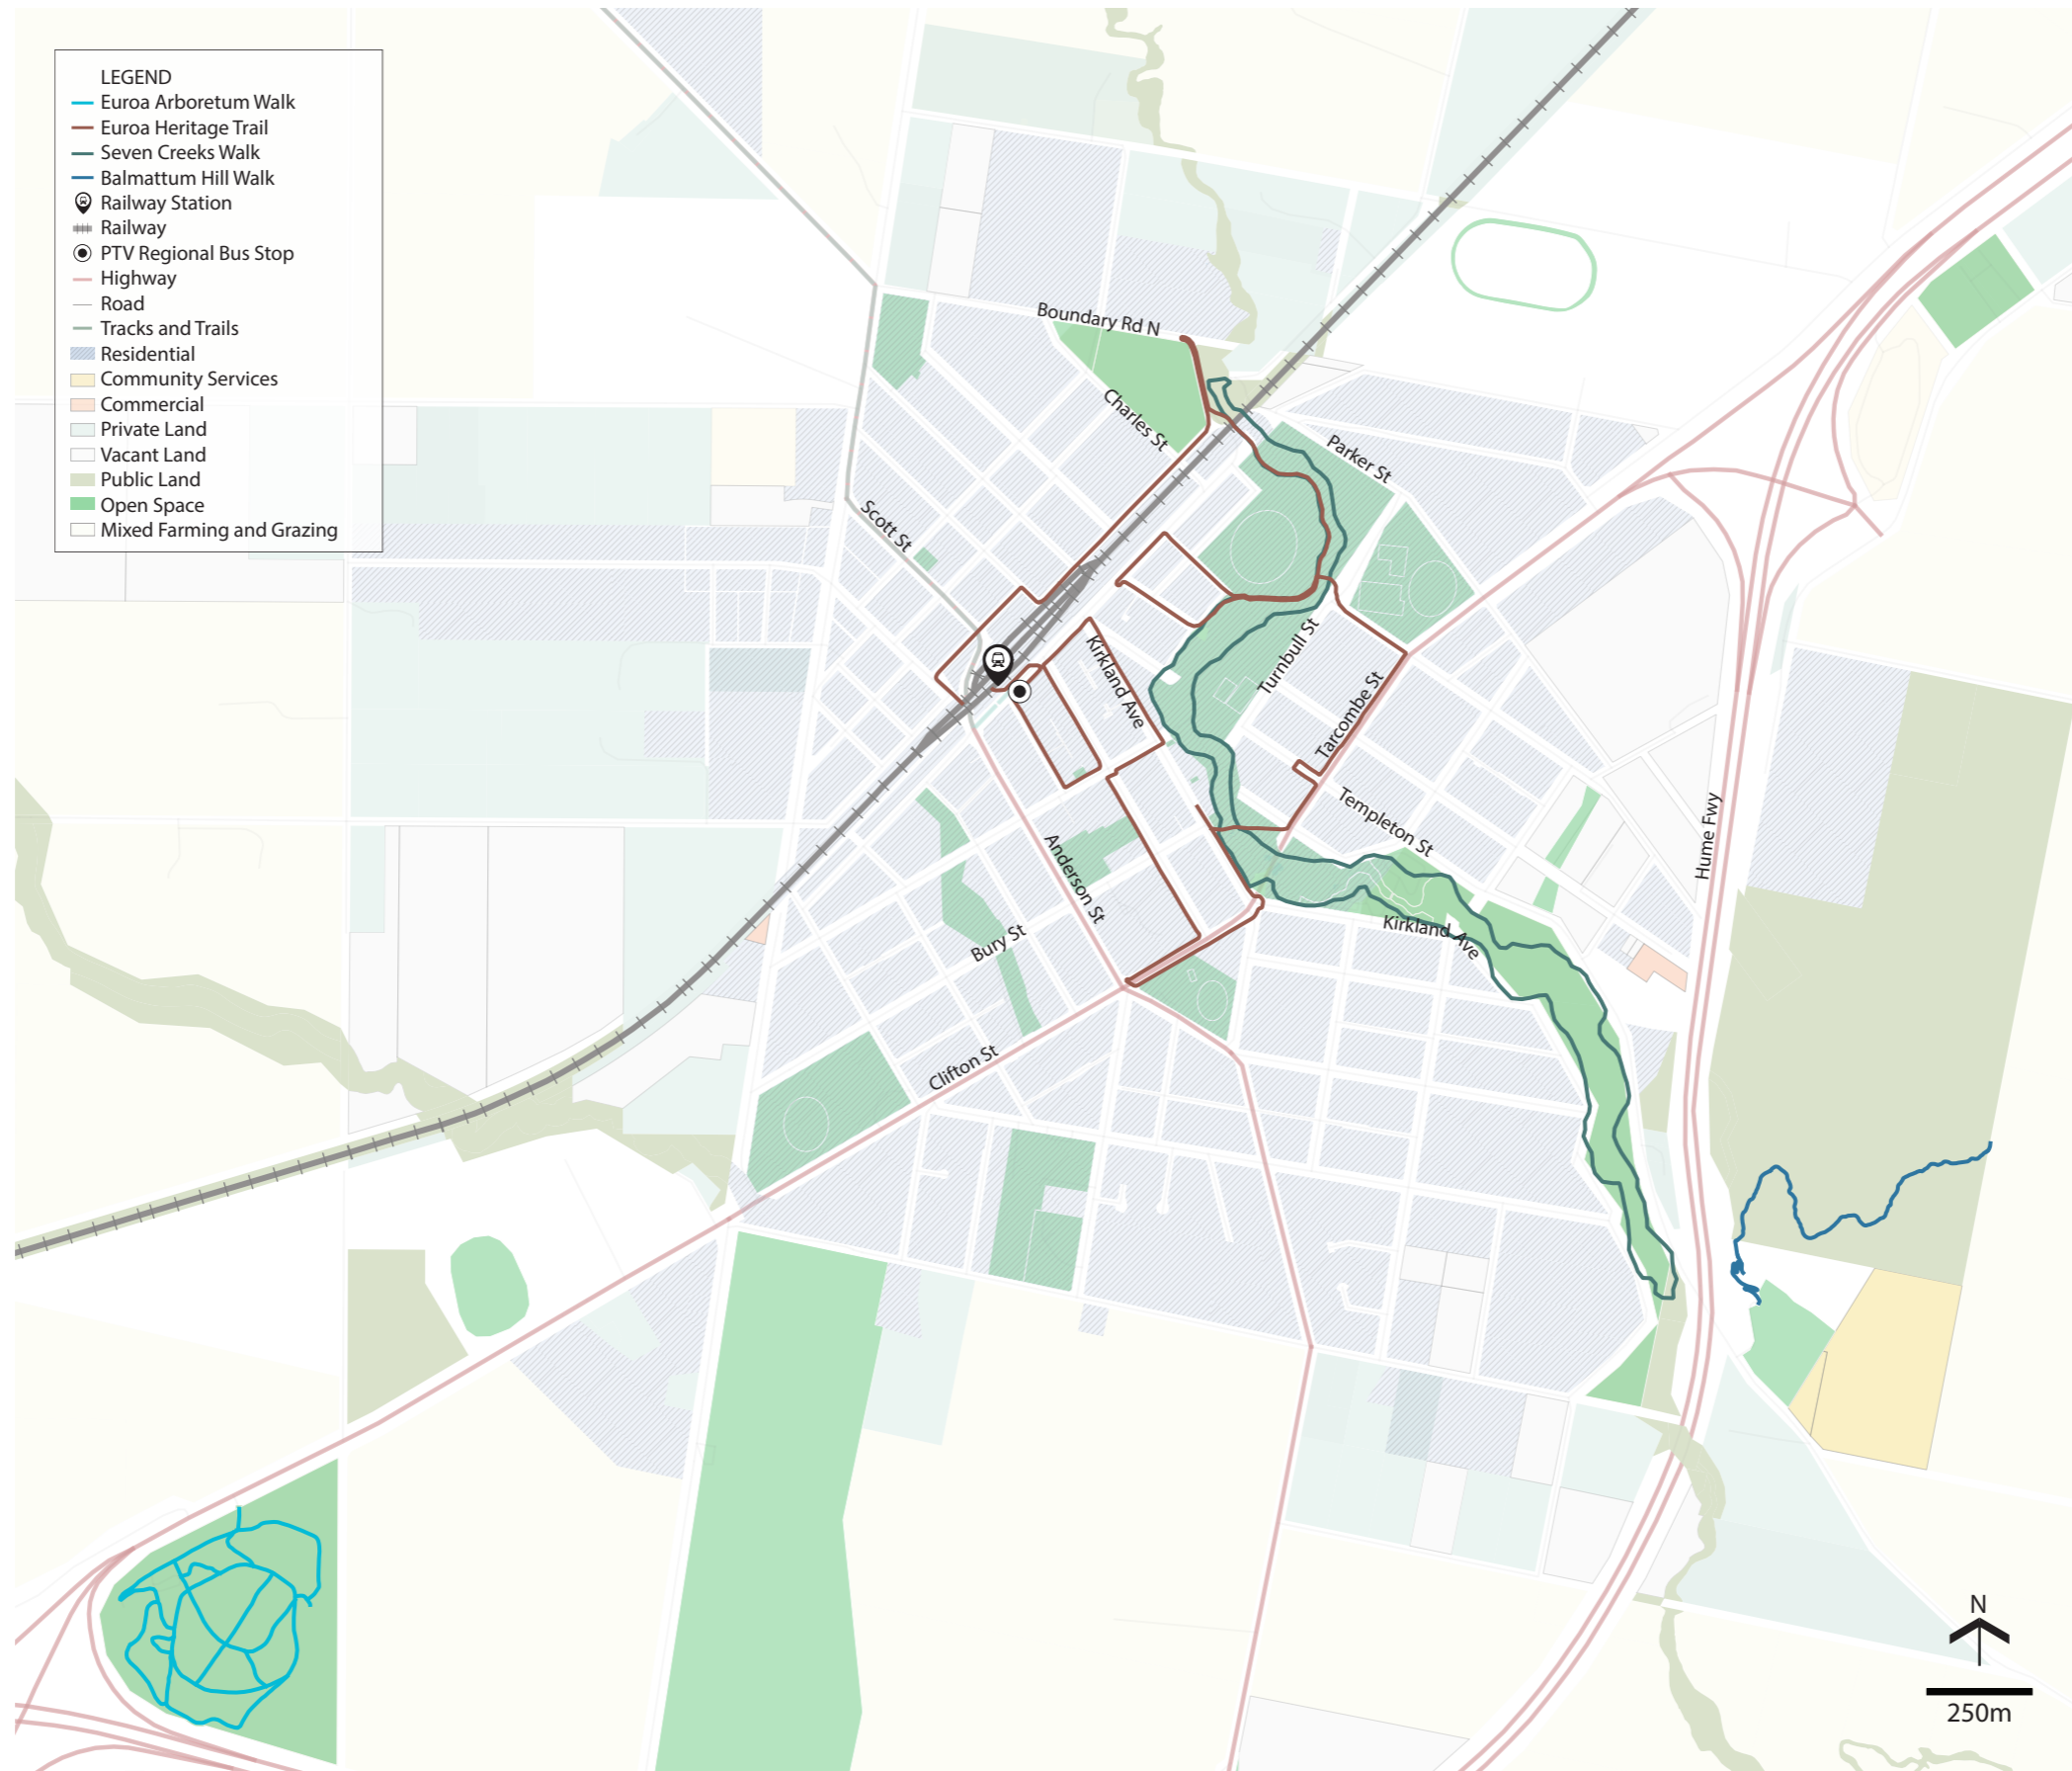 LEGEND
Euroa Arboretum Walk
Euroa Heritage Trail
Seven Creeks Walk
Balmattum Hill Walk
Railway Station
Railway
PTV Regional Bus Stop
Highway
Road
Tracks and Trails
Residential
Community Services
Commercial
Private Land
Vacant Land
Public Land
Open Space
Mixed Farming and Grazing
Boundary Rd N
Charles St
Parker St
Scott St
Kirkland Ave
Turnbull St
Tarcombe St
Templeton St
Hume Fwy
Anderson St
Kirkland Ave
Bury St
Clifton St
N
250m